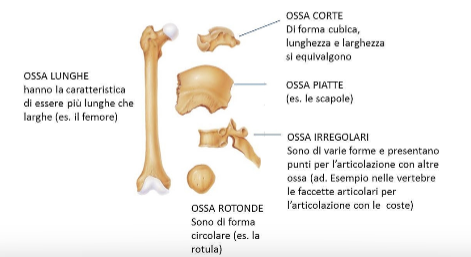 OSSA CORTE
Di forma cubica,
lunghezza e larghezza
si equivalgono
OSSA LUNGHE
hanno la caratteristica
di essere più lunghe che
larghe (es. il femore)
OSSA PIATTE
(es. le scapole)
OSSA IRREGOLARI
Sono di varie forme e presentano
punti per l'articolazione con altre
ossa (ad. Esempio nelle vertebre
le faccette articolari per
l'articolazione con le coste)
OSSA ROTONDE
Sono di forma
circolare (es. la
rotula)